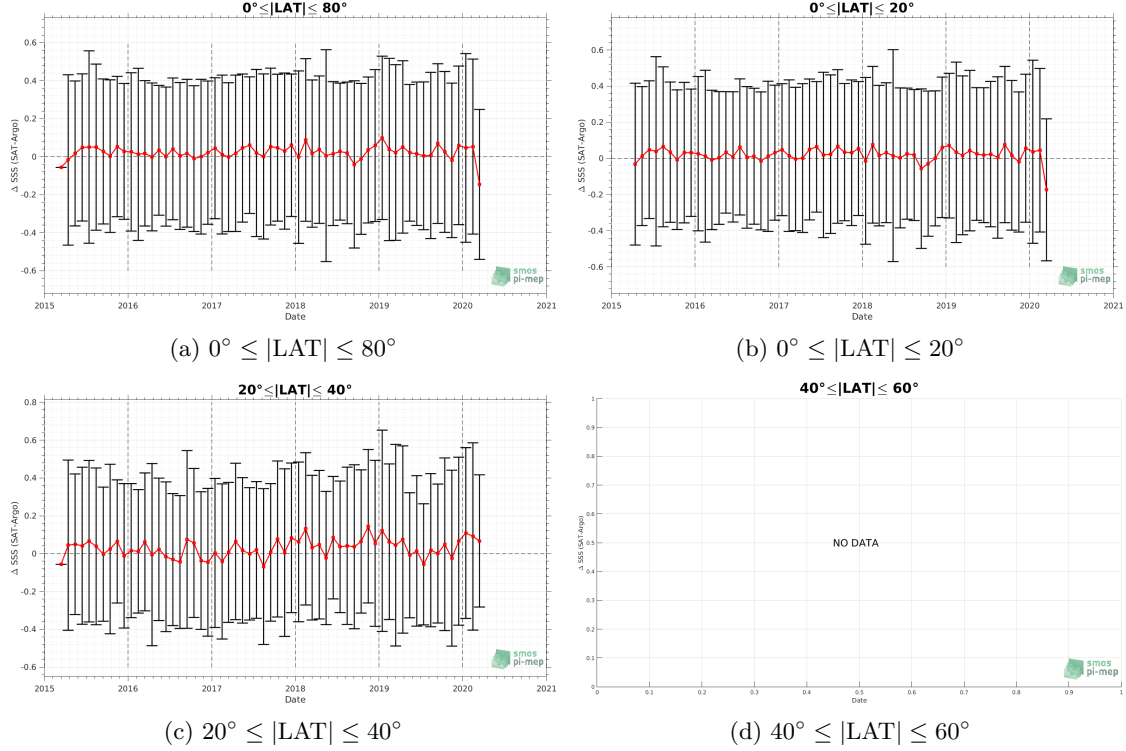 0°≤|LAT|≤ 80°
Δ SSS (SAT-Argo)
0.6
0.4
0.2
0
-0.2
-0.4
-0.6
2015 2016 2017 2018 2019 2020 2021
Date
smos
pi-mep
(a) 0° ≤ |LAT| ≤ 80°
0°≤|LAT|≤ 20°
Δ SSS (SAT-Argo)
0.6
0.4
0.2
0
-0.2
-0.4
-0.6
2015 2016 2017 2018 2019 2020 2021
Date
smos
pi-mep
(b) 0° ≤ |LAT| ≤ 20°
20°≤|LAT|≤ 40°
Δ SSS (SAT-Argo)
0.8
0.6
0.4
0.2
0
-0.2
-0.4
-0.6
2015 2016 2017 2018 2019 2020 2021
Date
smos
pi-mep
(c) 20° ≤ |LAT| ≤ 40°
40°≤|LAT|≤ 60°
Δ SSS (SAT-Argo)
1
0.9
0.8
0.7
0.6
0.5
0.4
0.3
0.2
0.1
0
NO DATA
0 0.1 0.2 0.3 0.4 0.5 0.6 0.7 0.8 0.9 1
Date
smos
pi-mep
(d) 40° ≤ |LAT| ≤ 60°